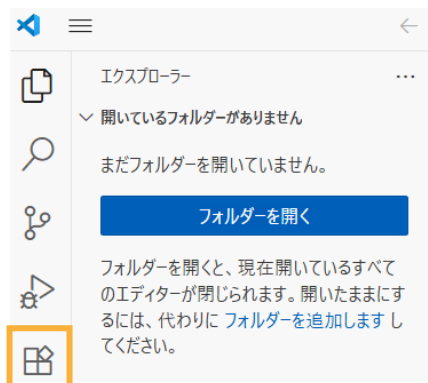 エクスプローラー
開いているフォルダーがありません
まだフォルダーを開いていません。
フォルダーを開く
フォルダーを開くと、現在開いているすべて
のエディターが閉じられます。開いたままにす
るには、代わりに フォルダーを追加します し
てください。